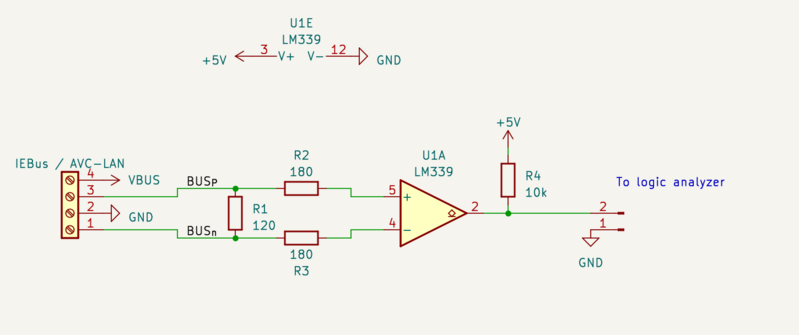 U1E
LM339
+5V
3
V+
V-
12
GND
+5V
IEBus / AVC-LAN
4
VBUS
3
BUSp
2
GND
1
BUSn
R1
120
R2
180
180
R3
U1A
LM339
5
+
4
-
2
R4
10k
To logic analyzer
2
1
GND